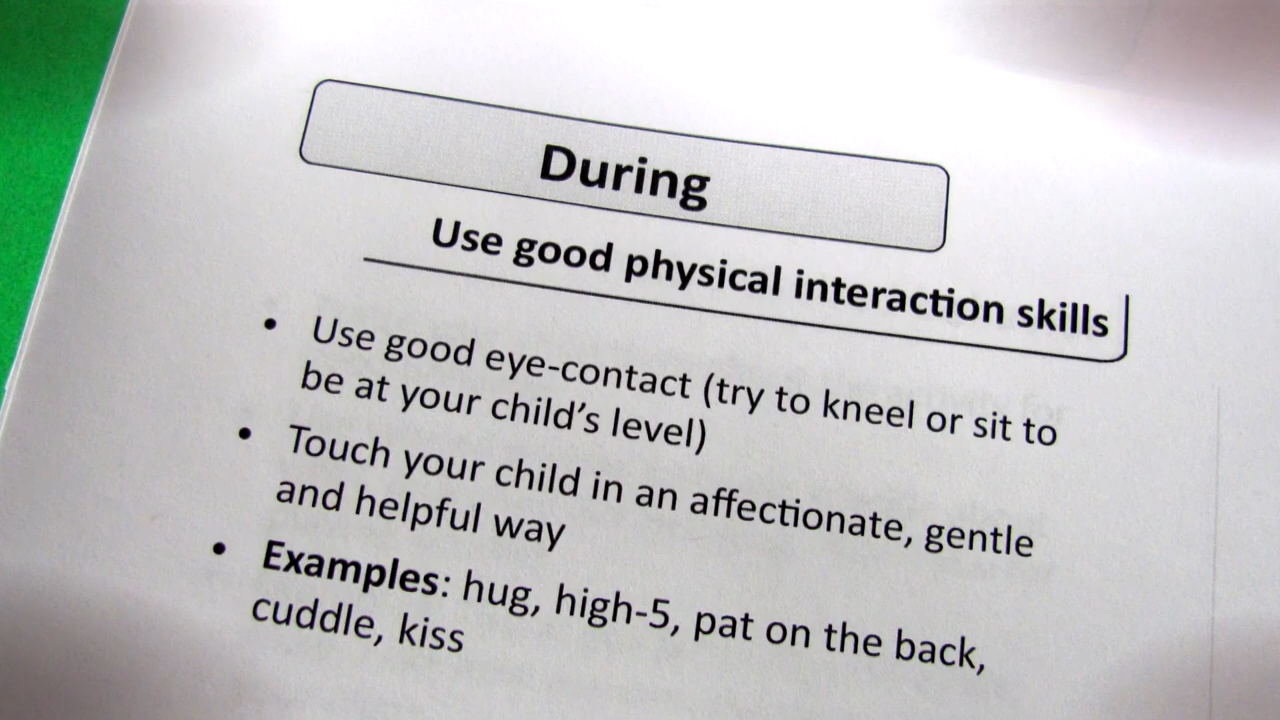 During
Use good physical interaction skills
• Use good eye-contact (try to kneel or sit to
be at your child's level)
• Touch your child in an affectionate, gentle
and helpful way
• Examples: hug, high-5, pat on the back,
cuddle, kiss